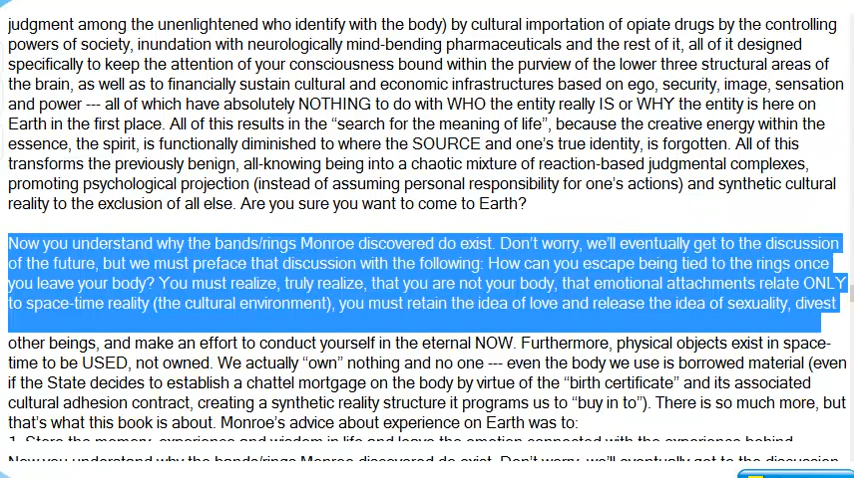 judgment among the unenlightened who identify with the body) by cultural importation of opiate drugs by the controlling
powers of society, inundation with neurologically mind-bending pharmaceuticals and the rest of it, all of it designed
specifically to keep the attention of your consciousness bound within the purview of the lower three structural areas of
the brain, as well as to financially sustain cultural and economic infrastructures based on ego, security, image, sensation
and power --- all of which have absolutely NOTHING to do with WHO the entity really IS or WHY the entity is here on
Earth in the first place. All of this results in the “search for the meaning of life”, because the creative energy within the
essence, the spirit, is functionally diminished to where the SOURCE and one’s true identity, is forgotten. All of this
transforms the previously benign, all-knowing being into a chaotic mixture of reaction-based judgmental complexes,
promoting psychological projection (instead of assuming personal responsibility for one’s actions) and synthetic cultural
reality to the exclusion of all else. Are you sure you want to come to Earth?
Now you understand why the bands/rings Monroe discovered do exist. Don’t worry, we’ll eventually get to the discussion
of the future, but we must preface that discussion with the following: How can you escape being tied to the rings once
you leave your body? You must realize, truly realize, that you are not your body, that emotional attachments relate ONLY
to space-time reality (the cultural environment), you must retain the idea of love and release the idea of sexuality, divest
other beings, and make an effort to conduct yourself in the eternal NOW. Furthermore, physical objects exist in space-
time to be USED, not owned. We actually “own” nothing and no one --- even the body we use is borrowed material (even
if the State decides to establish a chattel mortgage on the body by virtue of the “birth certificate” and its associated
cultural adhesion contract, creating a synthetic reality structure it programs us to “buy in to”). There is so much more, but
that’s what this book is about. Monroe’s advice about experience on Earth was to:
1. Store the memory, experience and wisdom in life and leave the emotion connected with the experience behind
Now you understand why the bands/rings Monroe discovered do exist. Don’t worry, we’ll eventually get to the discussion